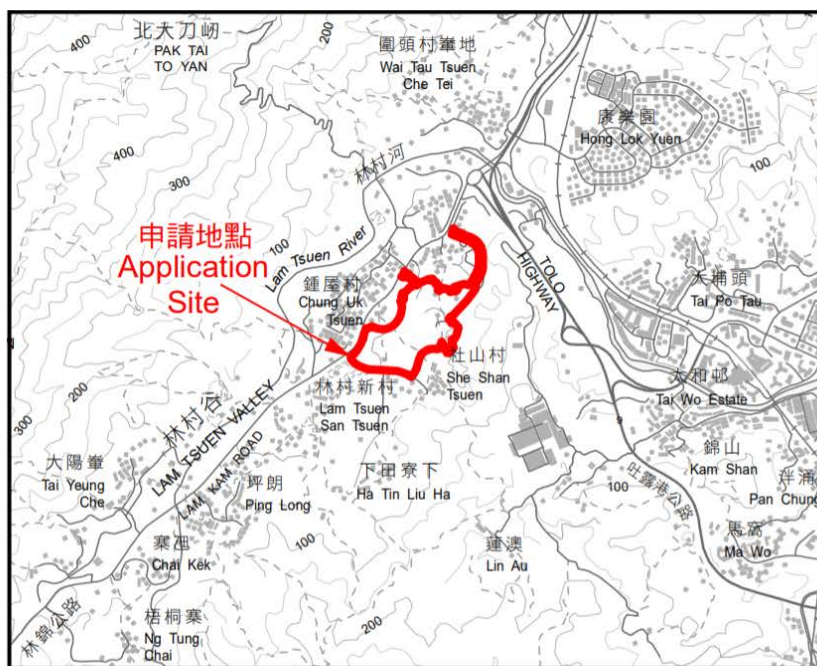 400
北大刀屻
PAK TAI
TO YAN
200
圍頭村輋地
Wai Tau Tsuen
Che Tei
康樂園
Hong Lok Yuen
100
400
300
林村河
申請地點
Application
Site
100
Lam Tsuen River
鍾屋村
Chung Uk
Tsuen
TOLO
HIGHWAY
大埔頭
Tai Po Tau
社山村
She Shan
Tsuen
林村新村
Lam Tsuen
San Tsuen
太和邨
Tai Wo Estate
200
300
林村谷
LAM TSUEN VALLEY
LAM KAM ROAD
9
錦山
Kam Shan
大陽輋
Tai Yeung
Che
坪朗
Ping Long
下田寮下
Ha Tin Liu Ha
100
吐露港公路
泮涌
Pan Chung
寨乪
Chai Kek
100
蓮澳
Lin Au
馬窩
Ma Wo
林錦公路
梧桐寨
Ng Tung
Chai
200